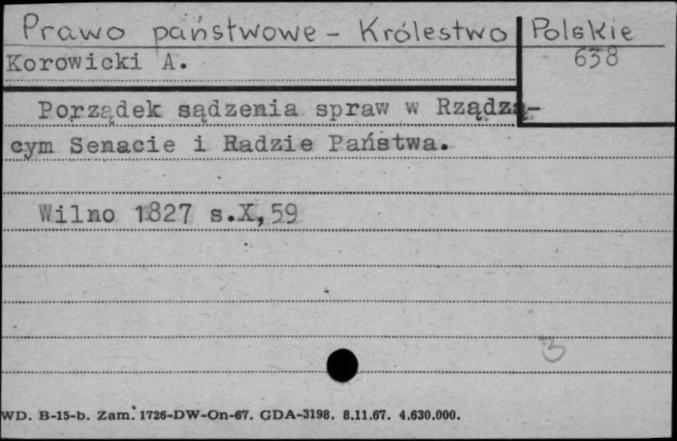 Prawo państwowe - Królestwo Polskie
Korowicki A. 638
Porządek sądzenia spraw w Rządzą-
cym Senacie i Radzie Państwa.
Wilno 1827 s.X,59
3
WD. B-15-b. Zam. 1726-DW-On-67. GDA-3198. 8.11.67. 4.630.000.